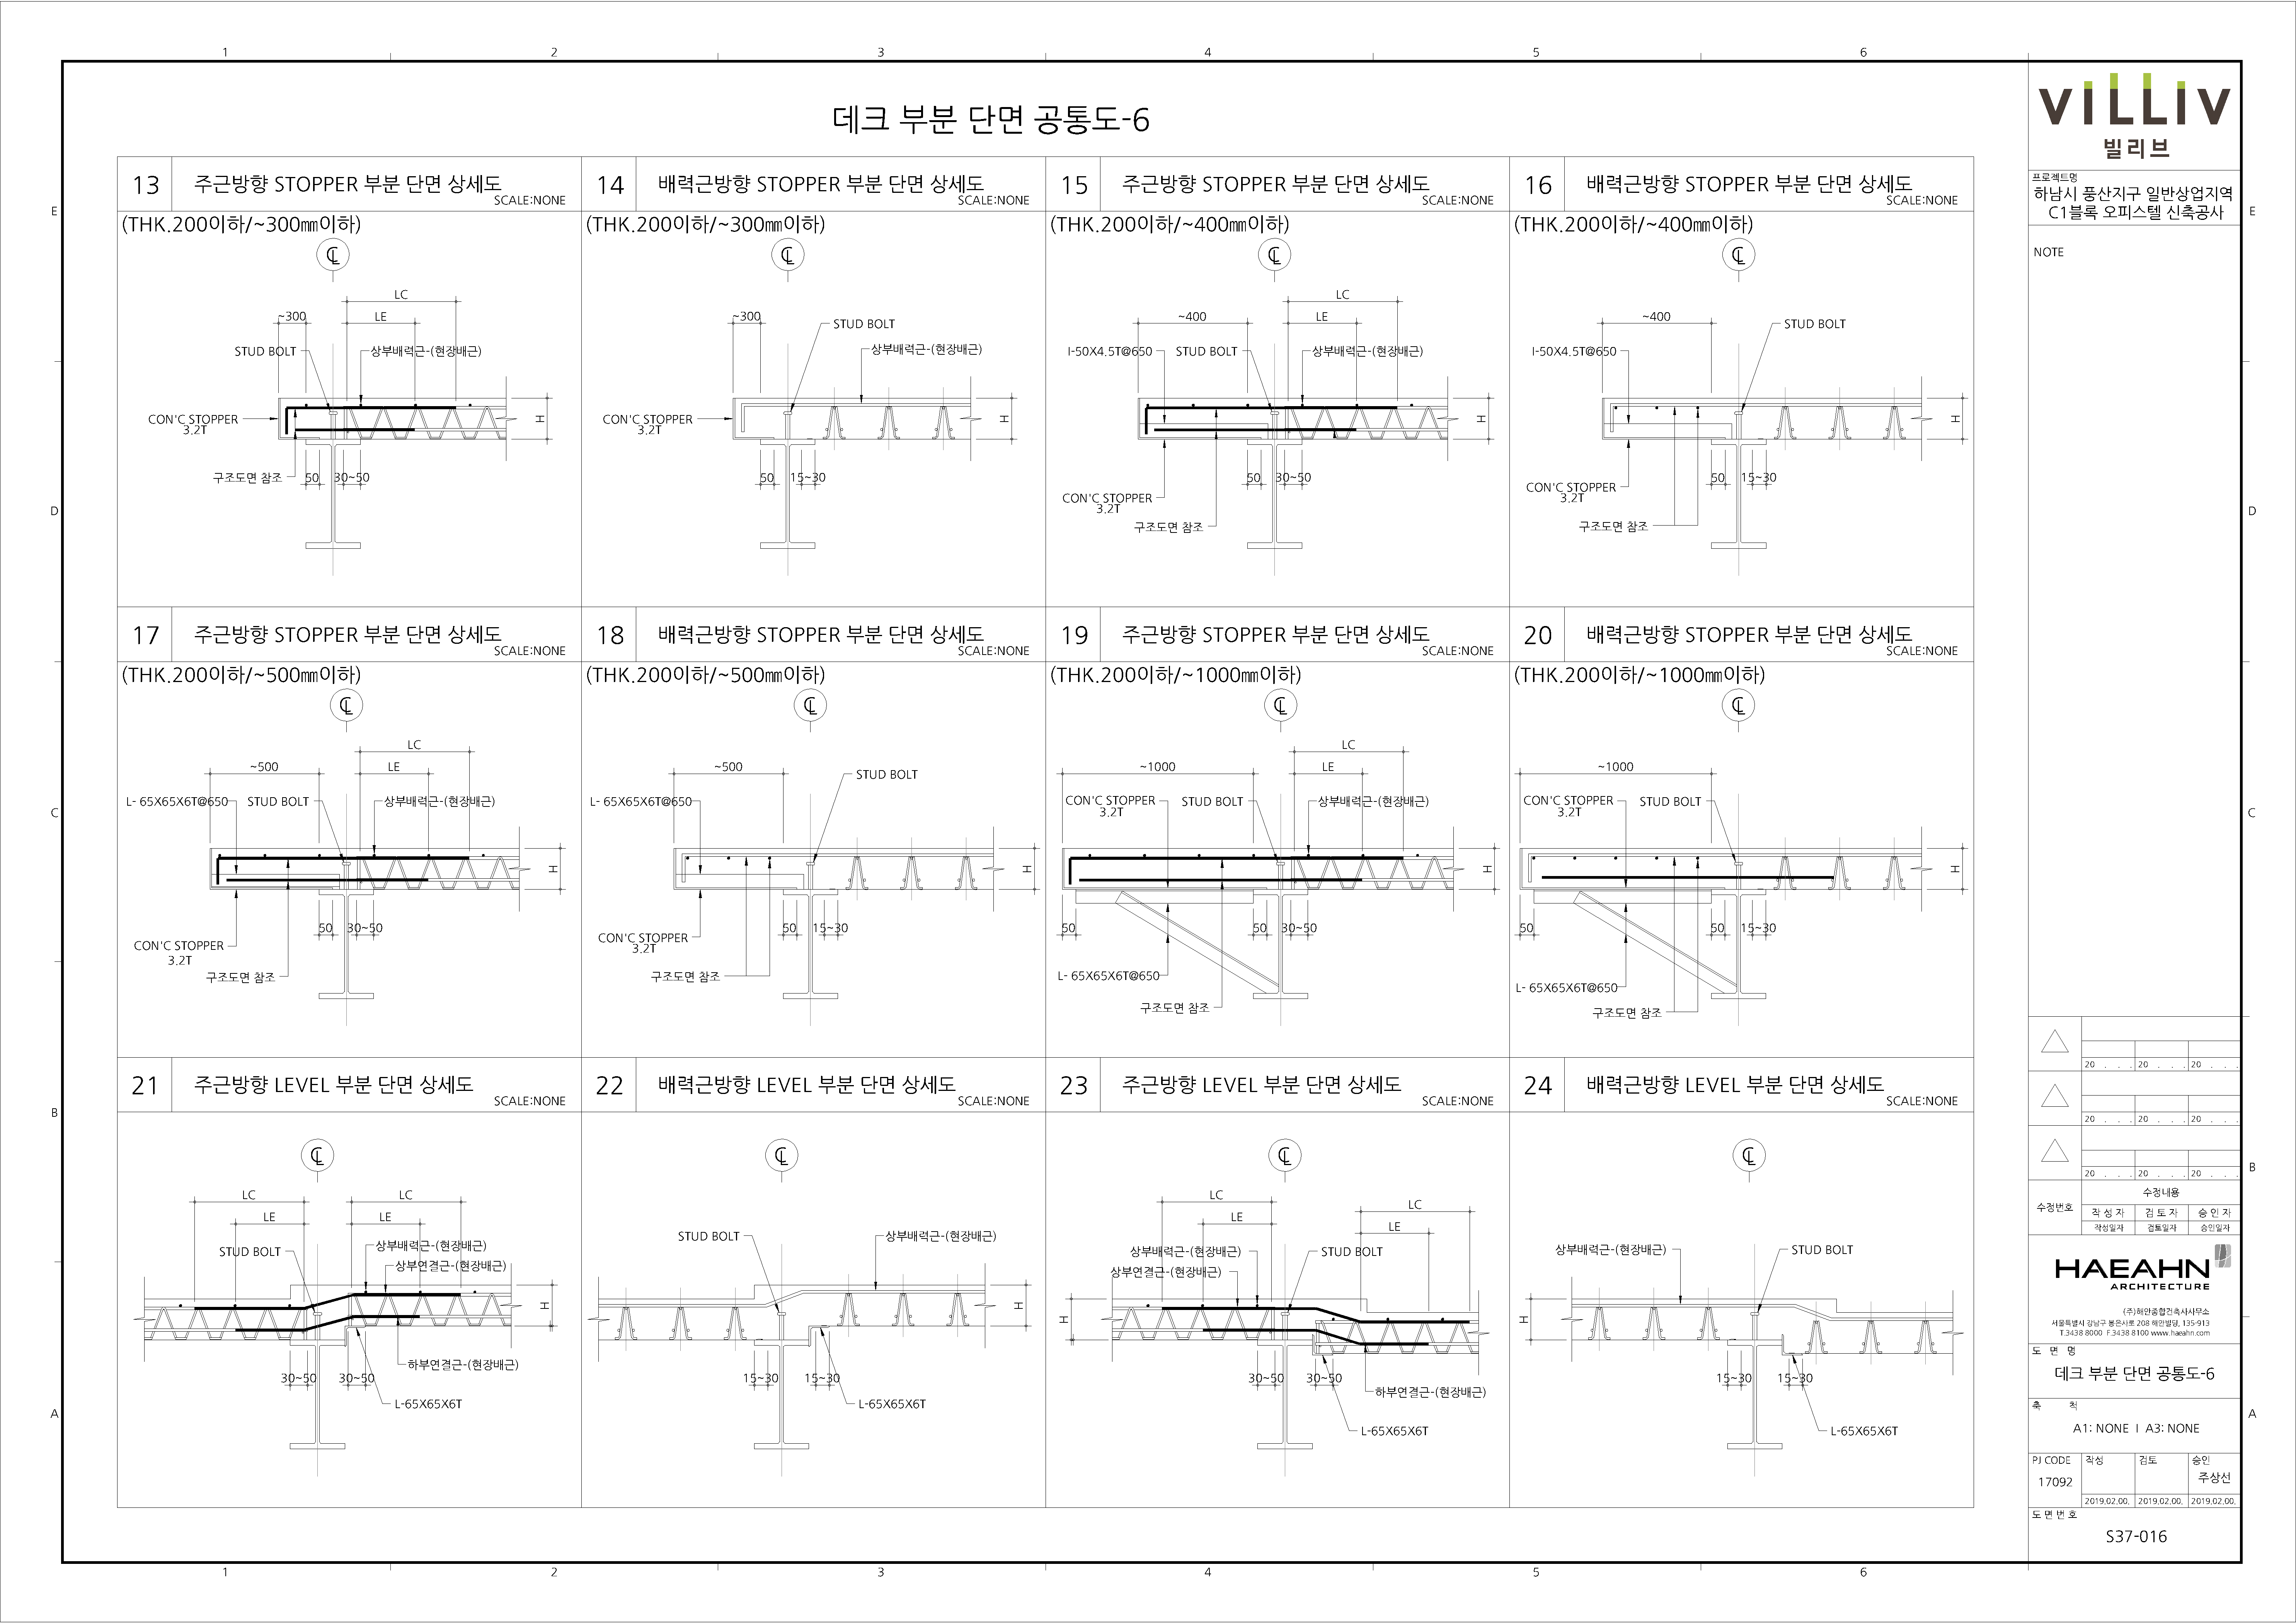 1 2 3 4 5 6
데크 부분 단면 공통도-6
13 주근방향 STOPPER 부분 단면 상세도
SCALE:NONE
(THK.200이하/~300㎜이하)
℄
LC
~300
LE
STUD BOLT
상부배력근-(현장배근)
CON'C STOPPER
3.2T
H
구조도면 참조
50
30~50
14 배력근방향 STOPPER 부분 단면 상세도
SCALE:NONE
(THK.200이하/~300㎜이하)
℄
~300
STUD BOLT
상부배력근-(현장배근)
CON'C STOPPER
3.2T
H
50
15~30
15 주근방향 STOPPER 부분 단면 상세도
SCALE:NONE
(THK.200이하/~400㎜이하)
℄
LC
~400
LE
I-50X4.5T@650
STUD BOLT
상부배력근-(현장배근)
H
50
30~50
CON'C STOPPER
3.2T
구조도면 참조
16 배력근방향 STOPPER 부분 단면 상세도
SCALE:NONE
(THK.200이하/~400㎜이하)
℄
~400
STUD BOLT
I-50X4.5T@650
H
50
15~30
CON'C STOPPER
3.2T
구조도면 참조
17 주근방향 STOPPER 부분 단면 상세도
SCALE:NONE
(THK.200이하/~500㎜이하)
℄
LC
~500
LE
L- 65X65X6T@650
STUD BOLT
상부배력근-(현장배근)
H
50
30~50
CON'C STOPPER
3.2T
구조도면 참조
18 배력근방향 STOPPER 부분 단면 상세도
SCALE:NONE
(THK.200이하/~500㎜이하)
℄
~500
STUD BOLT
L- 65X65X6T@650
H
50
15~30
CON'C STOPPER
3.2T
구조도면 참조
19 주근방향 STOPPER 부분 단면 상세도
SCALE:NONE
(THK.200이하/~1000㎜이하)
℄
LC
~1000
LE
CON'C STOPPER
3.2T
STUD BOLT
상부배력근-(현장배근)
H
50
50
30~50
L- 65X65X6T@650
구조도면 참조
20 배력근방향 STOPPER 부분 단면 상세도
SCALE:NONE
(THK.200이하/~1000㎜이하)
℄
~1000
CON'C STOPPER
3.2T
STUD BOLT
H
50
50
15~30
L- 65X65X6T@650
구조도면 참조
21 주근방향 LEVEL 부분 단면 상세도
SCALE:NONE
℄
LC
LC
LE
LE
STUD BOLT
상부배력근-(현장배근)
상부연결근-(현장배근)
H
하부연결근-(현장배근)
30~50
30~50
L-65X65X6T
22 배력근방향 LEVEL 부분 단면 상세도
SCALE:NONE
℄
STUD BOLT
상부배력근-(현장배근)
H
15~30
15~30
L-65X65X6T
23 주근방향 LEVEL 부분 단면 상세도
SCALE:NONE
℄
LC
LC
LE
LE
상부배력근-(현장배근)
STUD BOLT
상부연결근-(현장배근)
H
30~50
30~50
하부연결근-(현장배근)
L-65X65X6T
24 배력근방향 LEVEL 부분 단면 상세도
SCALE:NONE
℄
상부배력근-(현장배근)
STUD BOLT
H
15~30
15~30
L-65X65X6T
VILLIV
빌리브
프로젝트명
하남시 풍산지구 일반상업지역
C1블록 오피스텔 신축공사
NOTE
20 . . . 20 . . . 20 . . .
20 . . . 20 . . . 20 . . .
20 . . . 20 . . . 20 . . .
수정번호
수정내용
작 성 자 검 토 자 승 인 자
작성일자 검토일자 승인일자
HAEAHN
ARCHITECTURE
(주)해안종합건축사사무소
서울특별시 강남구 봉은사로 208 해안빌딩, 135-913
T.3438 8000 F.3438 8100 www.haeahn.com
도 면 명
데크 부분 단면 공통도-6
축 척
A1: NONE I A3: NONE
PJ CODE 작성 검토 승인
17092 주상선
2019.02.00. 2019.02.00. 2019.02.00.
도 면 번 호
S37-016
E
D
C
B
A
E
D
C
B
A
1 2 3 4 5 6